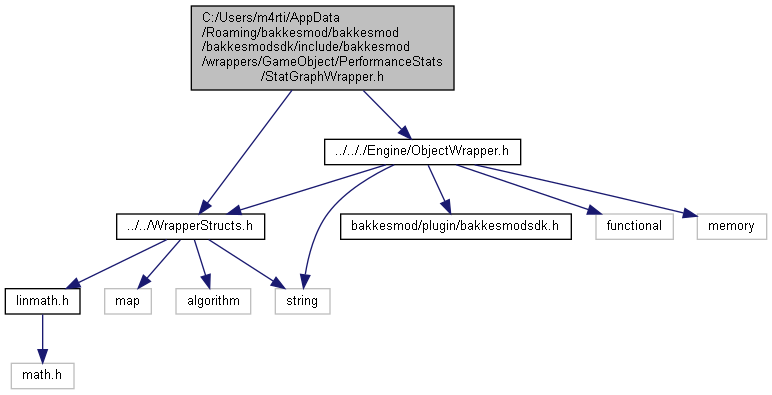 C:/Users/m4rti/AppData
/Roaming/bakkesmod/bakkesmod
/bakkesmodsdk/include/bakkesmod
/wrappers/GameObject/PerformanceStats
/StatGraphWrapper.h
../.././Engine/ObjectWrapper.h
../../WrapperStructs.h
bakkesmod/plugin/bakkesmodsdk.h
functional
memory
linmath.h
map
algorithm
string
math.h